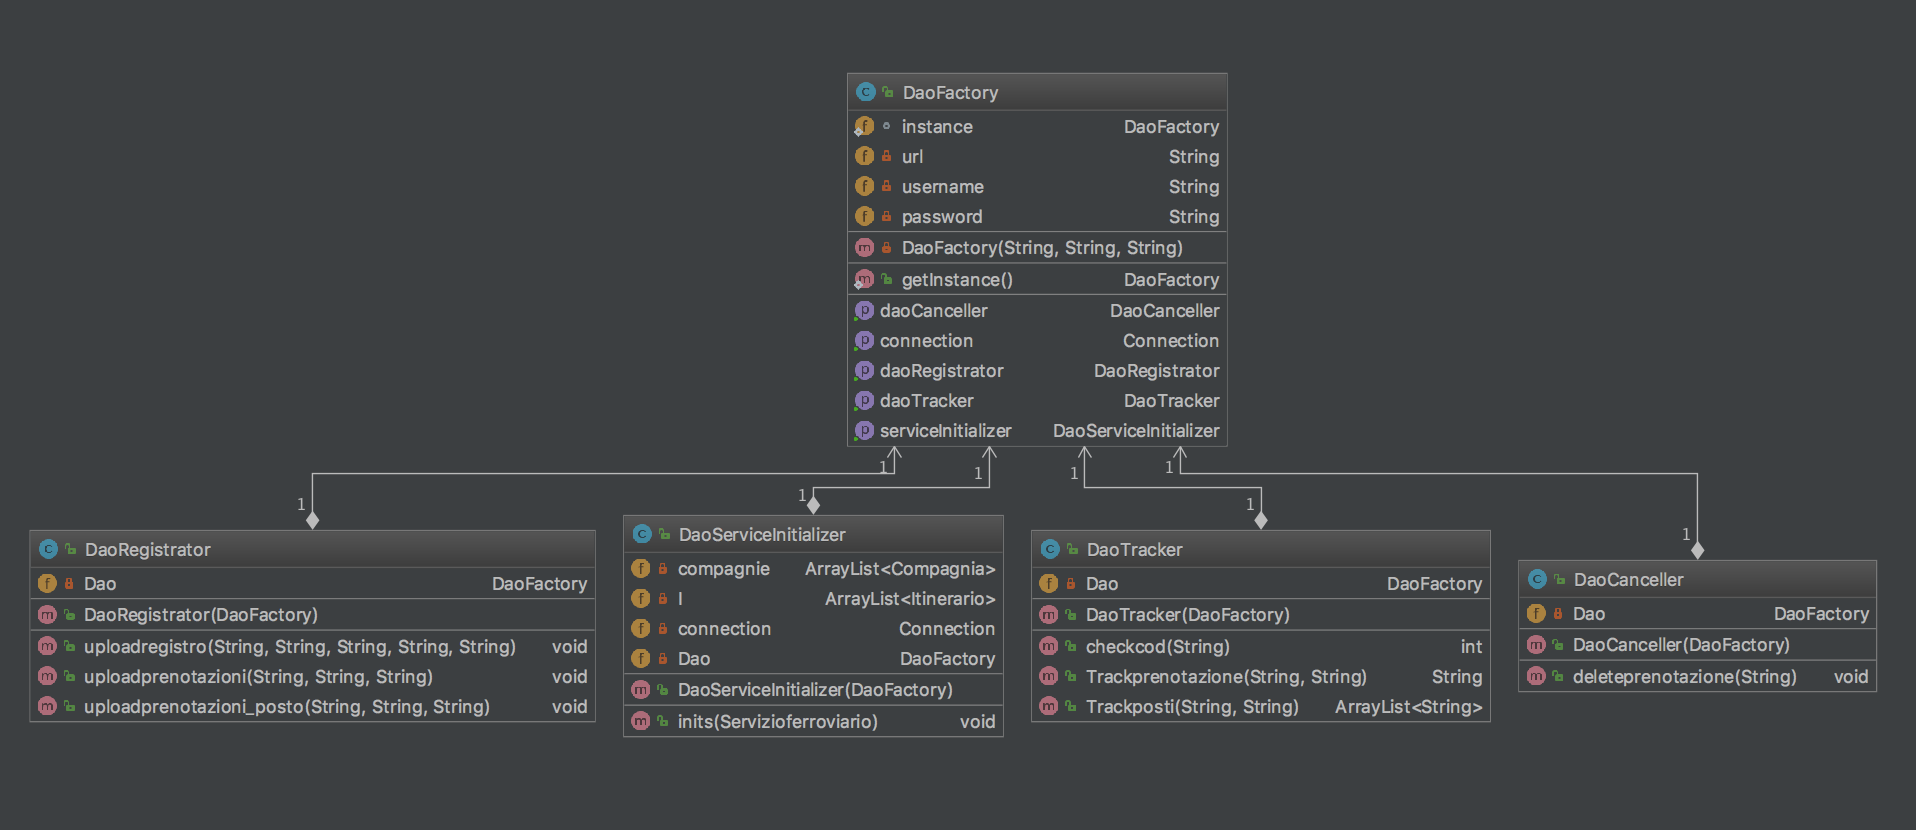 DaoFactory
instance DaoFactory
url String
username String
password String
DaoFactory(String, String, String)
getInstance() DaoFactory
daoCanceller DaoCanceller
connection Connection
daoRegistrator DaoRegistrator
daoTracker DaoTracker
serviceInitializer DaoServiceInitializer
1 1 1 1
1 1 1 1
DaoRegistrator
Dao DaoFactory
DaoRegistrator(DaoFactory)
uploadregistro(String, String, String, String, String) void
uploadprenotazioni(String, String, String) void
uploadprenotazioni_posto(String, String, String) void
DaoServiceInitializer
compagnie ArrayList<Compagnia>
I ArrayList<Itinerario>
connection Connection
Dao DaoFactory
DaoServiceInitializer(DaoFactory)
inits(Servizioferroviario) void
DaoTracker
Dao DaoFactory
DaoTracker(DaoFactory)
checkcod(String) int
Trackprenotazione(String, String) String
Trackposti(String, String) ArrayList<String>
DaoCanceller
Dao DaoFactory
DaoCanceller(DaoFactory)
deleteprenotazione(String) void